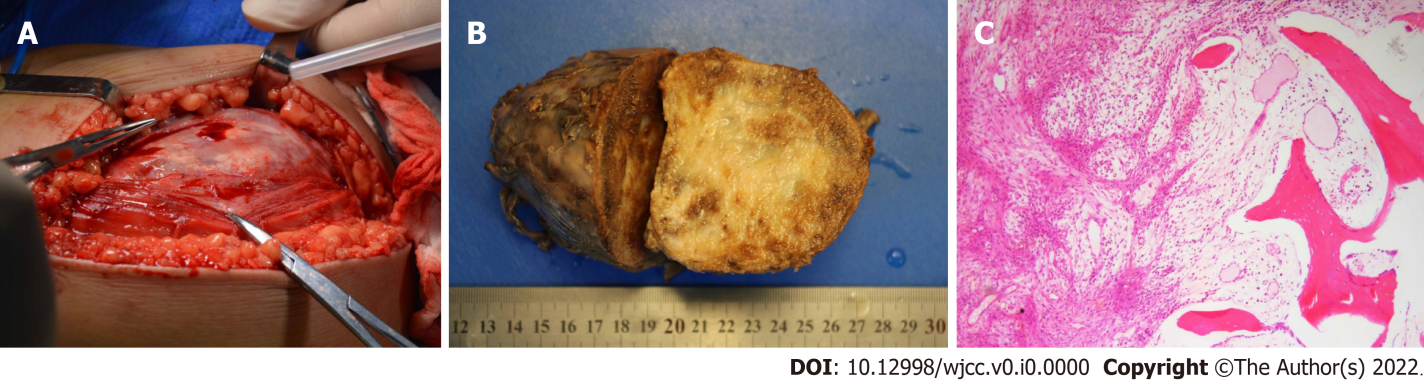 A
B
C
12 13 14 15 16 17 18 19 20 21 22 23 24 25 26 27 28 29 30
DOI: 10.12998/wjcc.v0.i0.0000 Copyright ©The Author(s) 2022.